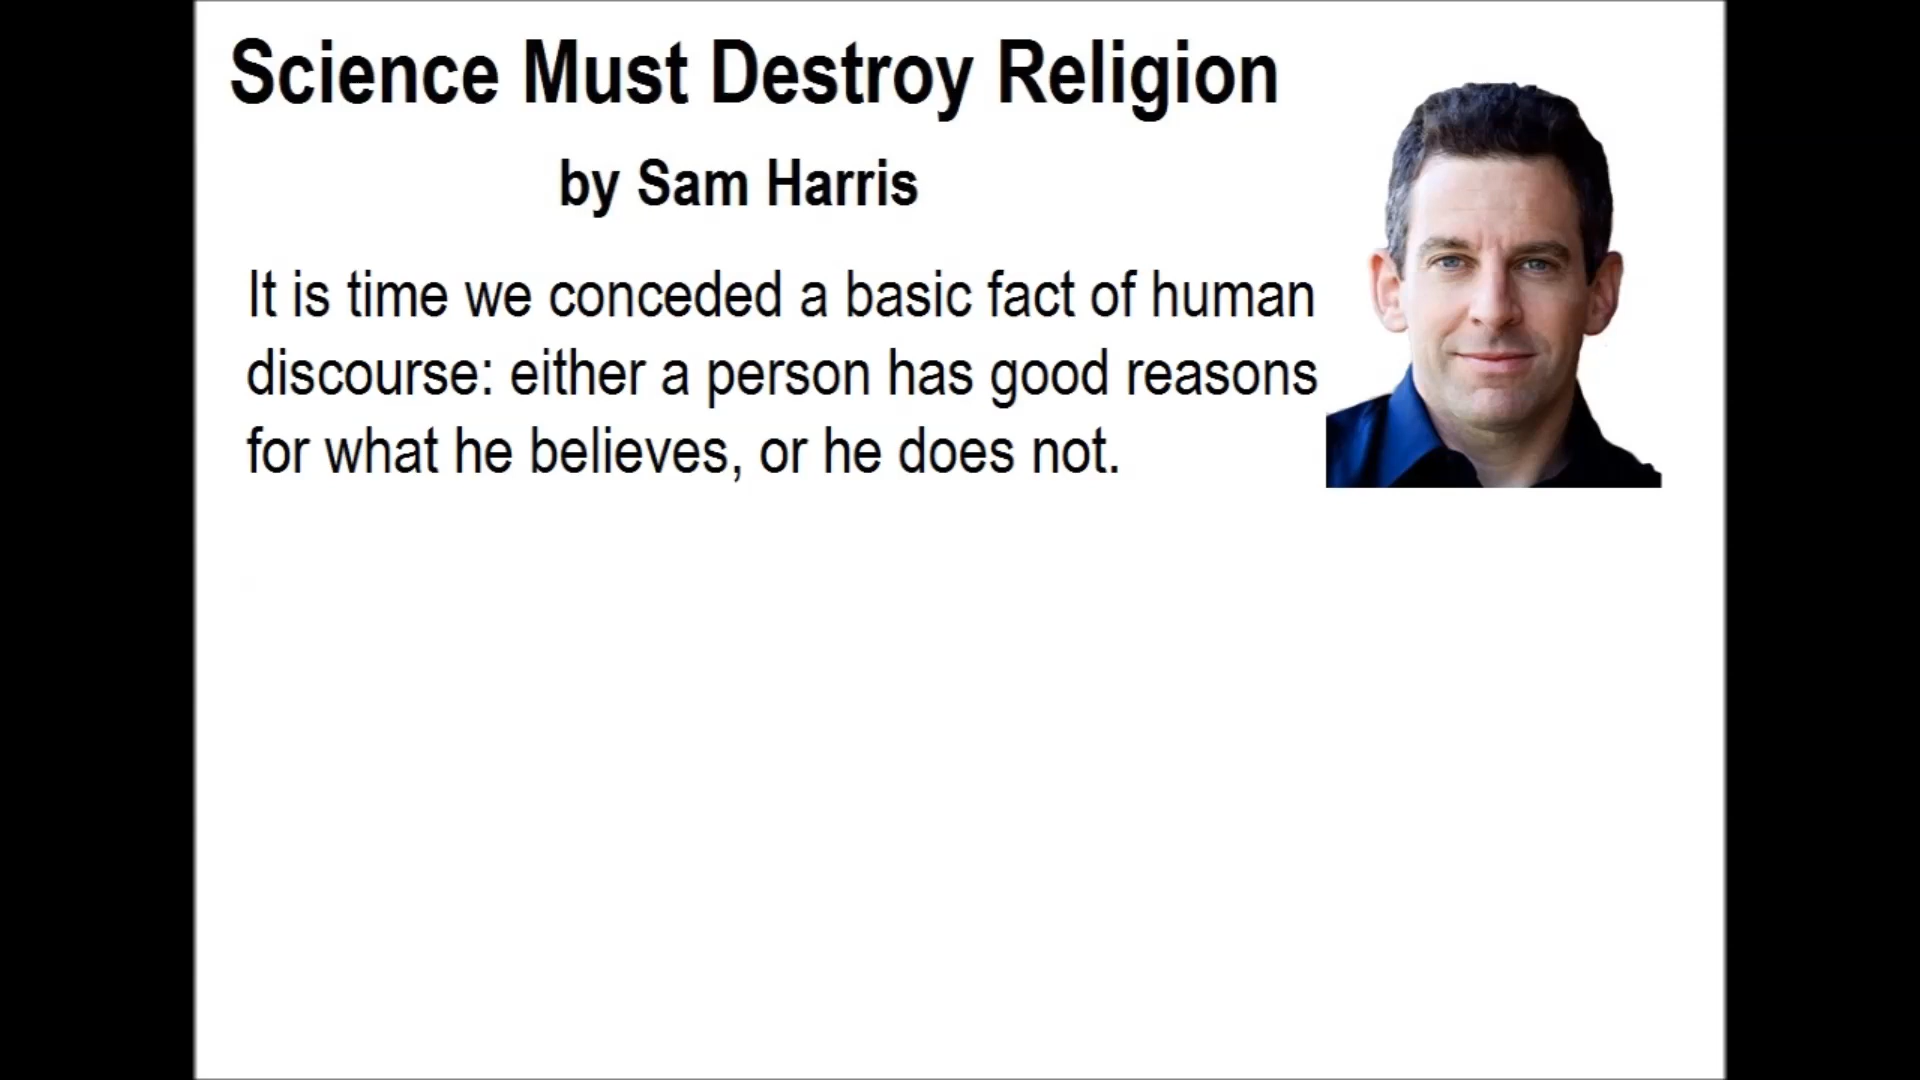 Science Must Destroy Religion
by Sam Harris
It is time we conceded a basic fact of human
discourse: either a person has good reasons
for what he believes, or he does not.